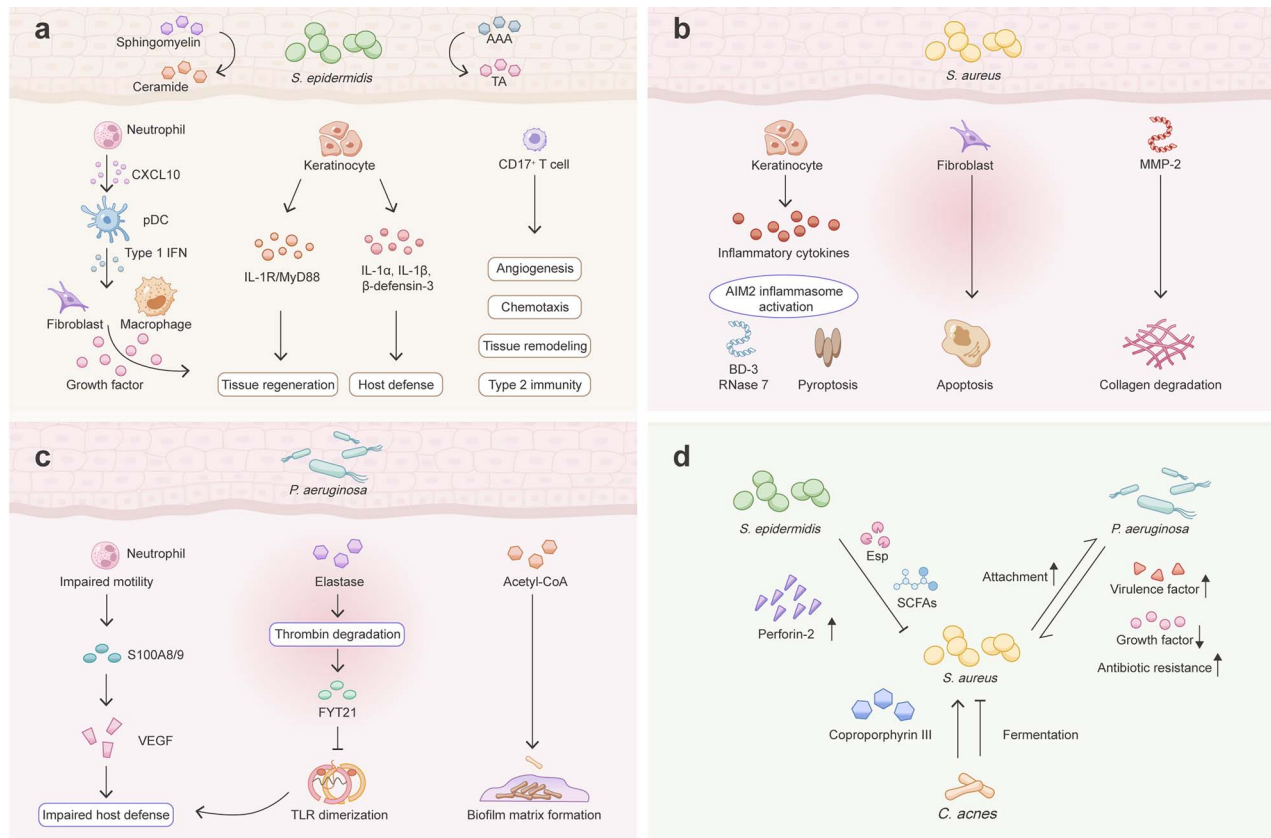 a
Sphingomyelin
Ceramide
S. epidermidis
AAA
TA
Neutrophil
CXCL10
pDC
Type 1 IFN
Fibroblast
Macrophage
Growth factor
Keratinocyte
IL-1R/MyD88
IL-1α, IL-1β,
β-defensin-3
Tissue regeneration
Host defense
CD17⁺ T cell
Angiogenesis
Chemotaxis
Tissue remodeling
Type 2 immunity
b
S. aureus
Keratinocyte
Inflammatory cytokines
AIM2 inflammasome
activation
BD-3
RNase 7
Pyroptosis
Fibroblast
Apoptosis
MMP-2
Collagen degradation
c
P. aeruginosa
Neutrophil
Impaired motility
S100A8/9
VEGF
Impaired host defense
Elastase
Thrombin degradation
FYT21
TLR dimerization
Acetyl-CoA
Biofilm matrix formation
d
S. epidermidis
Esp
SCFAs
Perforin-2
P. aeruginosa
Attachment
Virulence factor
Growth factor
Antibiotic resistance
S. aureus
Coproporphyrin III
Fermentation
C. acnes